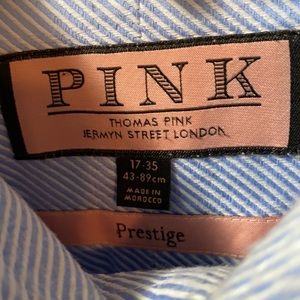 PINK
THOMAS PINK
JERMYN STREET LONDON
17-35
43-89cm
MADE IN
MOROCCO
Prestige